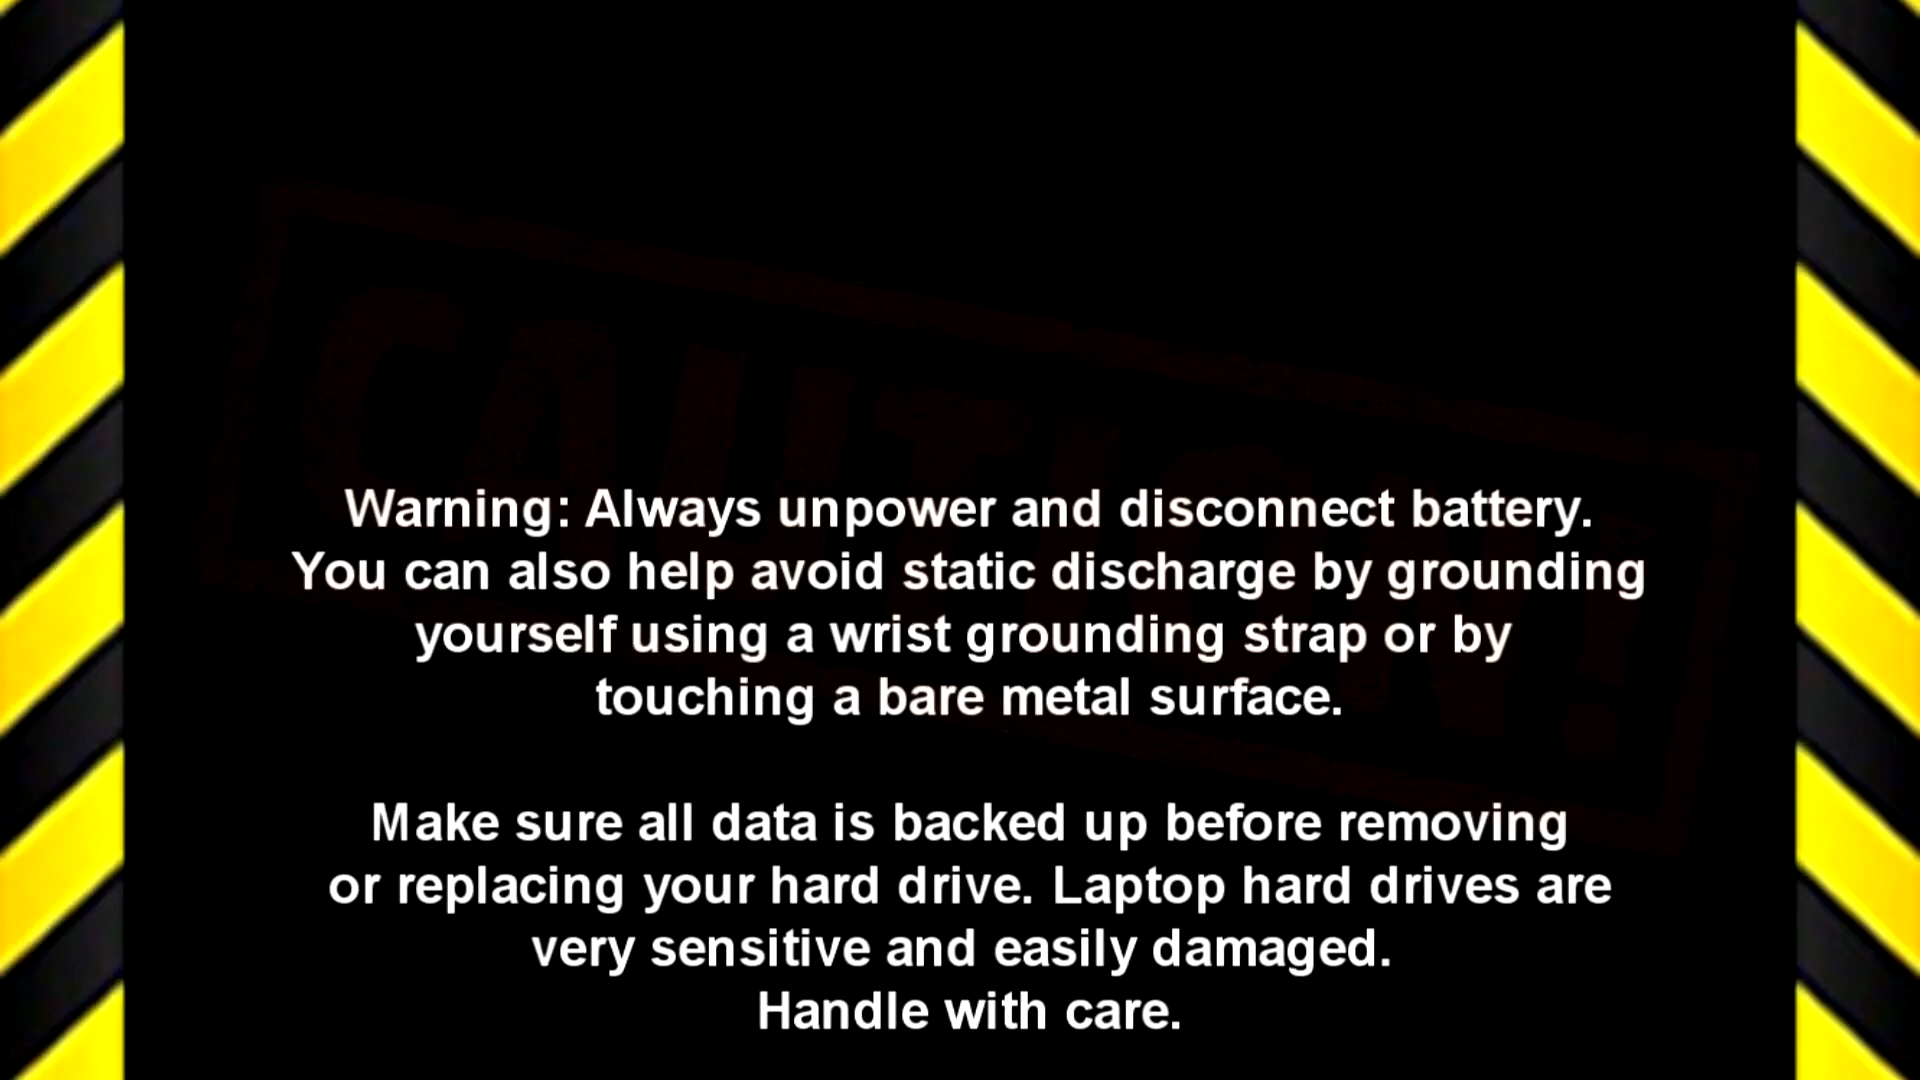 CAUTION!
Warning: Always unpower and disconnect battery.
You can also help avoid static discharge by grounding
yourself using a wrist grounding strap or by
touching a bare metal surface.
Make sure all data is backed up before removing
or replacing your hard drive. Laptop hard drives are
very sensitive and easily damaged.
Handle with care.